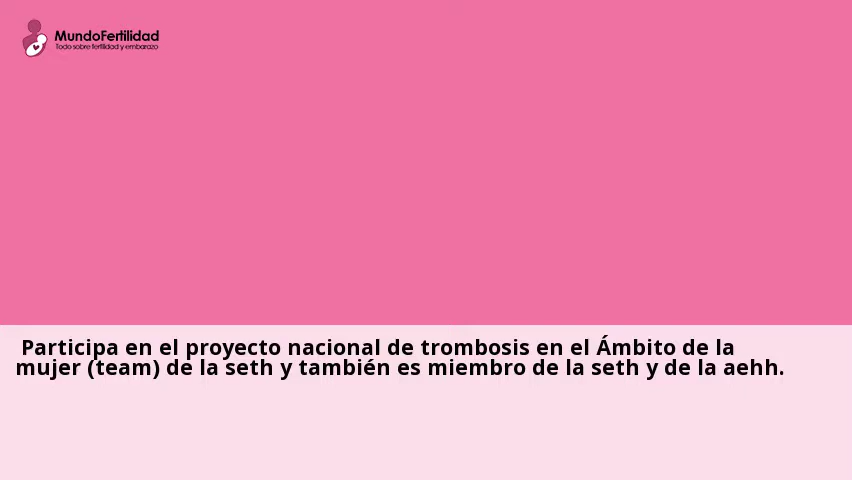 MundoFertilidad
Todo sobre fertilidad y embarazo
Participa en el proyecto nacional de trombosis en el Ámbito de la
mujer (team) de la seth y también es miembro de la seth y de la aehh.